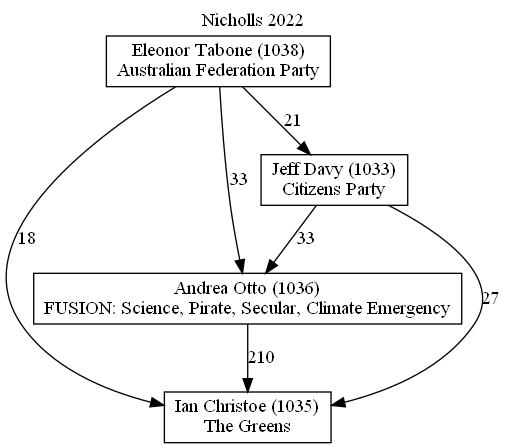 Nicholls 2022
Eleonor Tabone (1038)
Australian Federation Party
21
Jeff Davy (1033)
Citizens Party
33
18
33
Andrea Otto (1036)
FUSION: Science, Pirate, Secular, Climate Emergency
27
210
Ian Christoe (1035)
The Greens